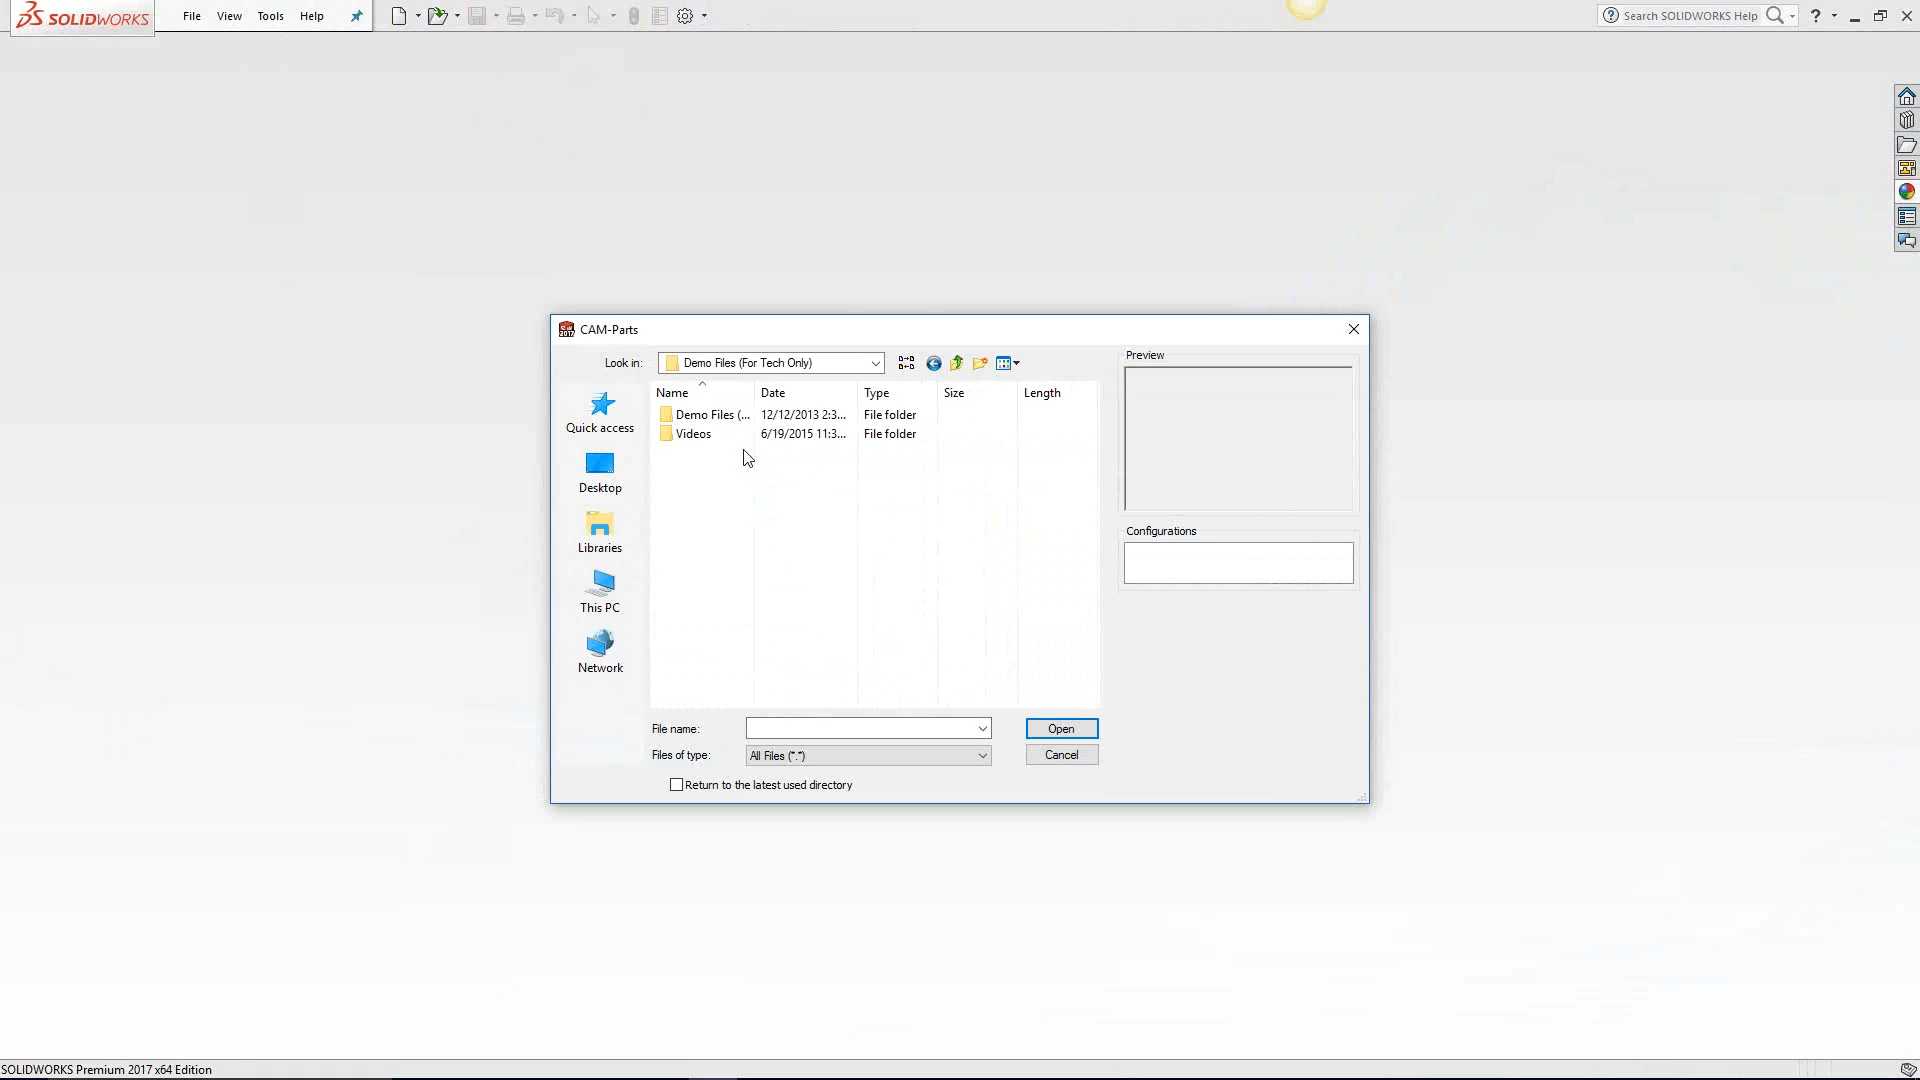 SOLIDWORKS File View Tools Help Search SOLIDWORKS Help ?
CAM-Parts
Look in: Demo Files (For Tech Only) Preview
Name Date Type Size Length
Demo Files (... 12/12/2013 2:3... File folder
Videos 6/19/2015 11:3... File folder
Quick access
Desktop
Libraries
This PC
Network
Configurations
File name: Open
Files of type: All Files (*.*) Cancel
Return to the latest used directory
SOLIDWORKS Premium 2017 x64 Edition